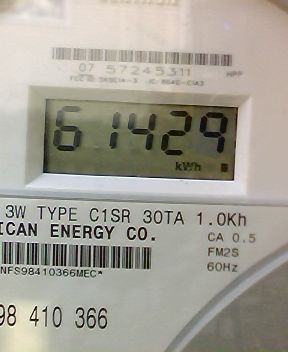 07 57245311 HPP
61429
kWh
3W TYPE C1SR 30TA 1.0Kh
ICAN ENERGY CO.
CA 0.5
FM2S
60Hz
NFS98410366MEC*
98 410 366